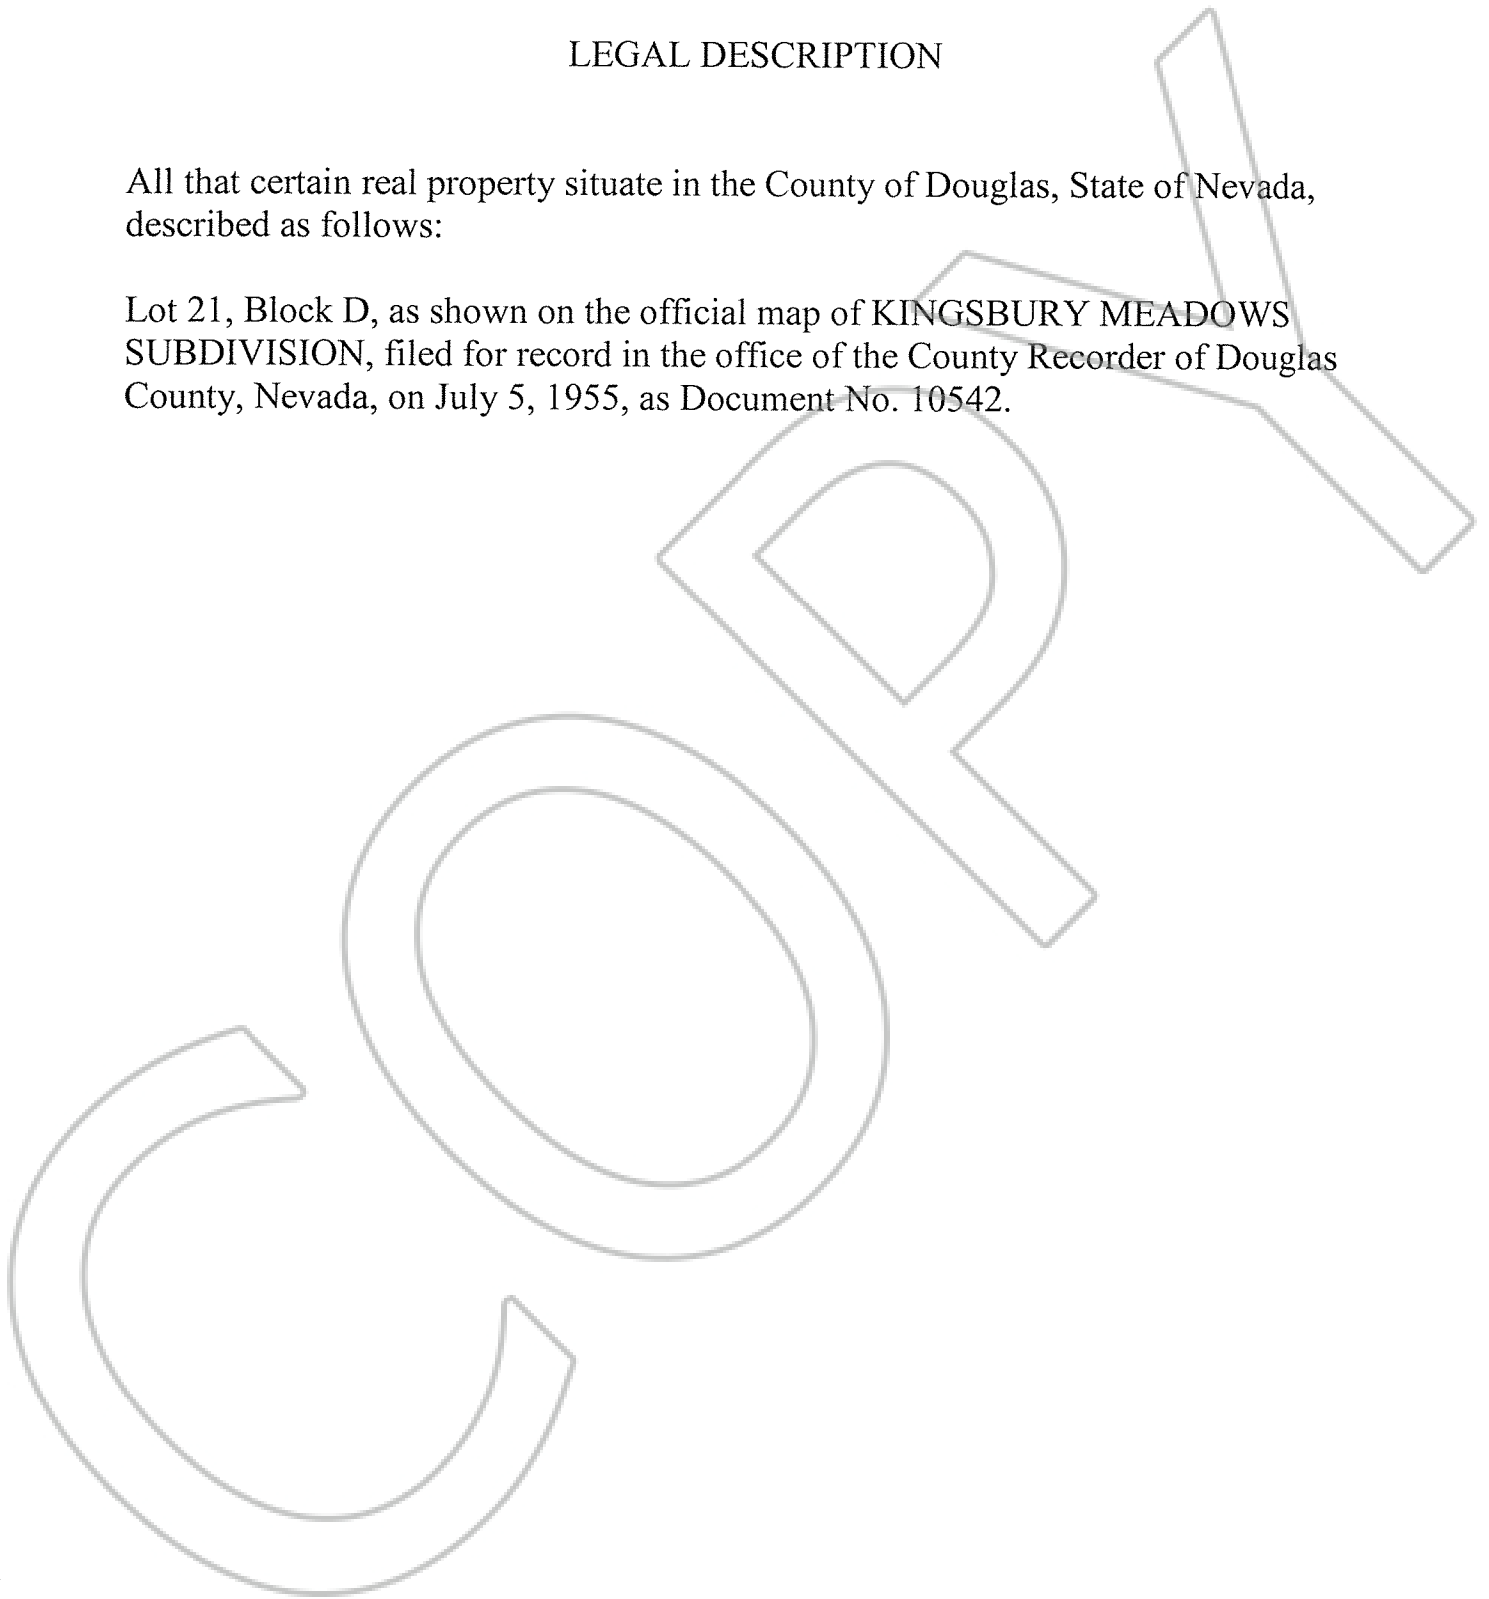 LEGAL DESCRIPTION
All that certain real property situate in the County of Douglas, State of Nevada,
described as follows:
Lot 21, Block D, as shown on the official map of KINGSBURY MEADOWS
SUBDIVISION, filed for record in the office of the County Recorder of Douglas
County, Nevada, on July 5, 1955, as Document No. 10542.
COPY